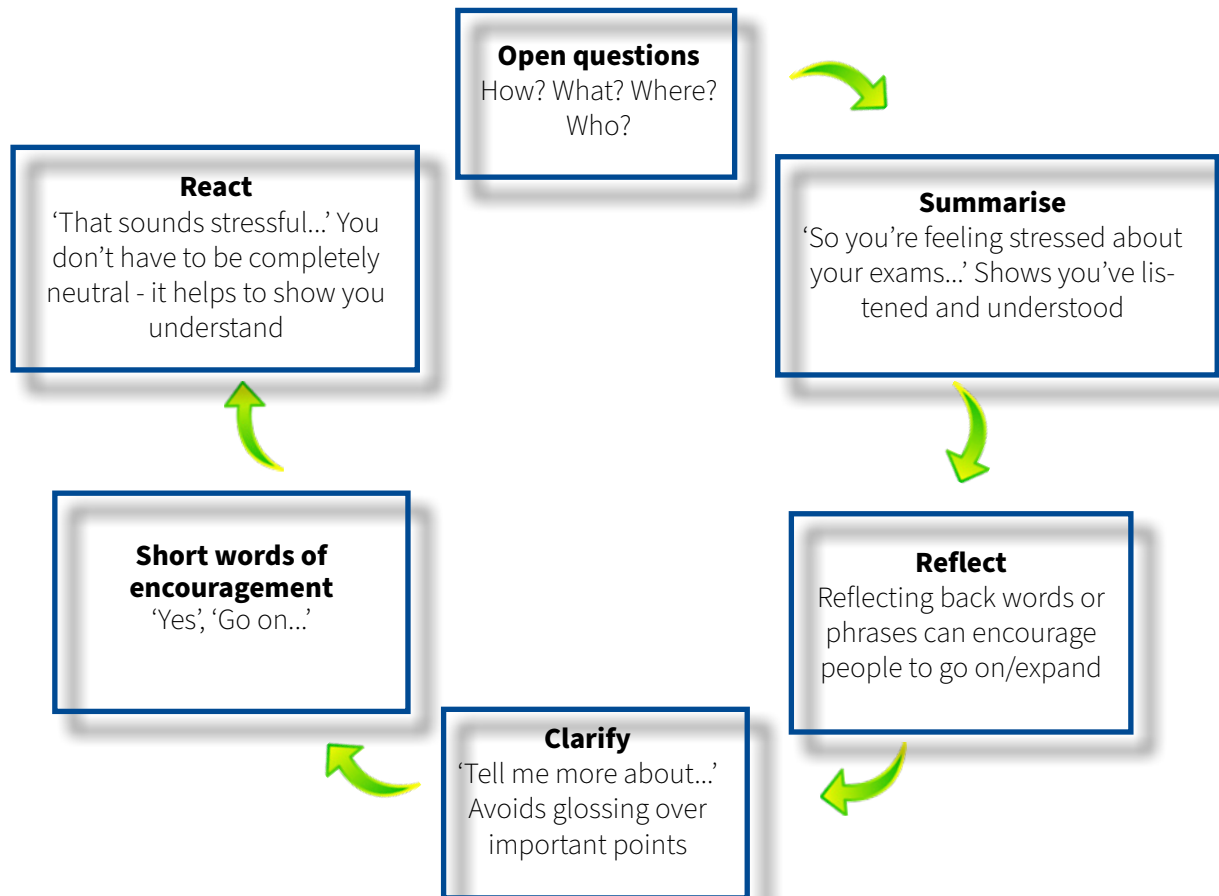 Open questions
How? What? Where?
Who?
Summarise
‘So you’re feeling stressed about
your exams...’ Shows you’ve lis-
tened and understood
Reflect
Reflecting back words or
phrases can encourage
people to go on/expand
Clarify
‘Tell me more about...’
Avoids glossing over
important points
Short words of
encouragement
‘Yes’, ‘Go on...’
React
‘That sounds stressful...’ You
don’t have to be completely
neutral - it helps to show you
understand